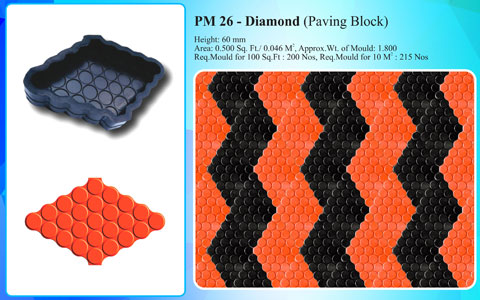 PM 26 - Diamond (Paving Block)
Height: 60 mm
Area: 0.500 Sq. Ft./ 0.046 M², Approx.Wt. of Mould: 1.800
Req.Mould for 100 Sq.Ft : 200 Nos, Req.Mould for 10 M² : 215 Nos